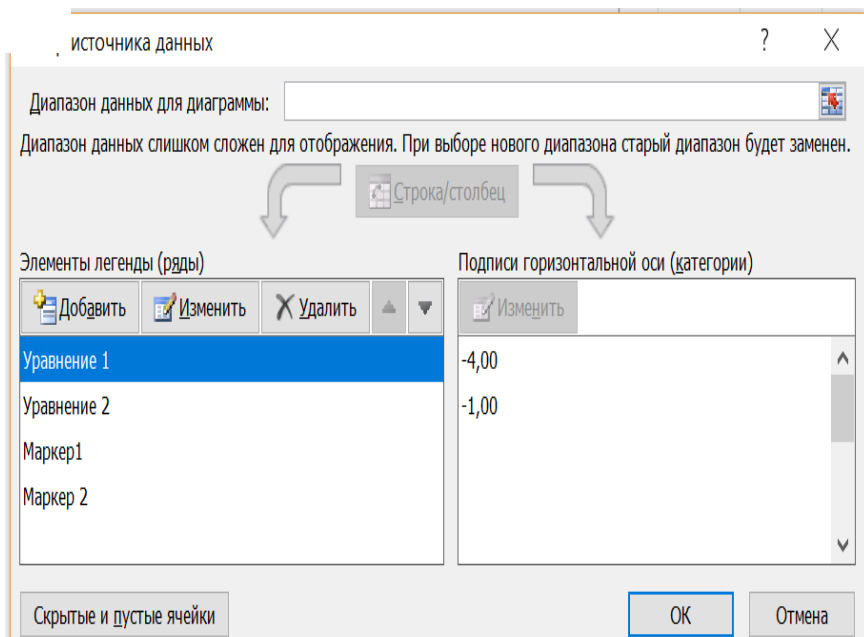 источника данных ?
Диапазон данных для диаграммы:
Диапазон данных слишком сложен для отображения. При выборе нового диапазона старый диапазон будет заменен.
Строка/столбец
Элементы легенды (ряды)
Подписи горизонтальной оси (категории)
Добавить Изменить Удалить
Изменить
Уравнение 1
Уравнение 2
Маркер1
Маркер 2
-4,00
-1,00
Скрытые и пустые ячейки
ОК
Отмена